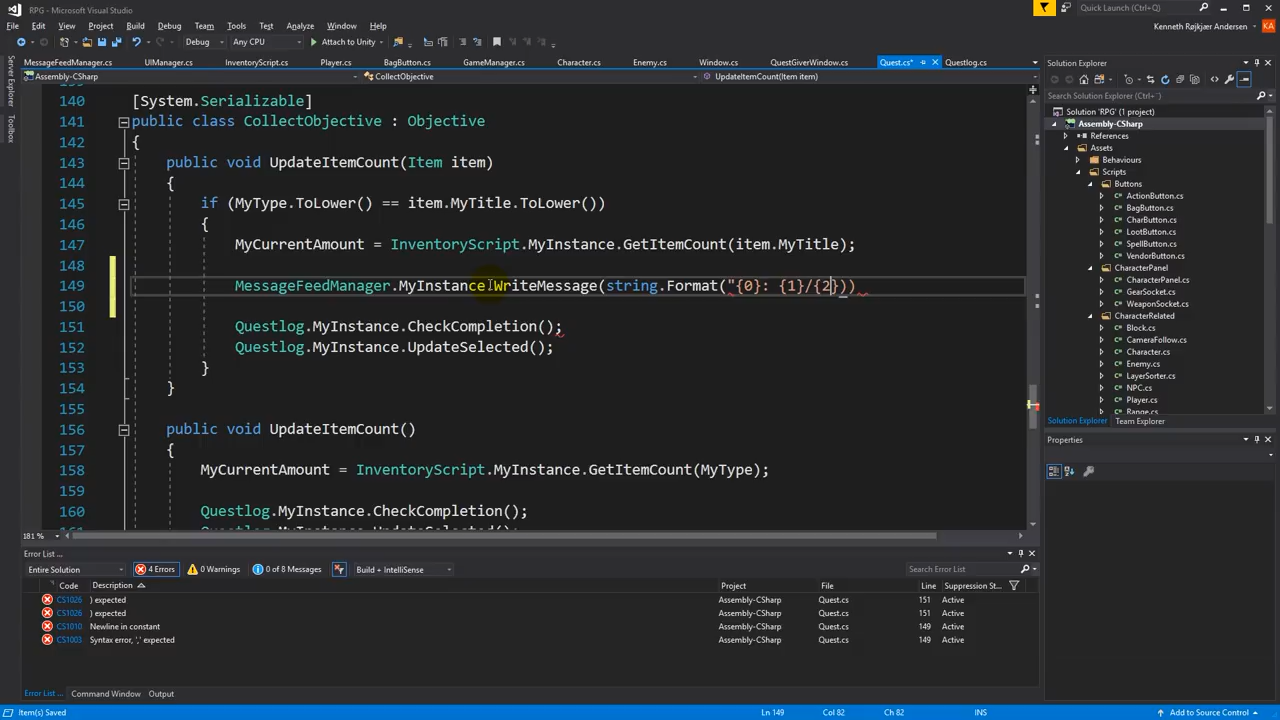 RPG - Microsoft Visual Studio
Quick Launch (Ctrl+Q)
File Edit View Project Build Debug Team Tools Test Analyze Window Help
Kenneth Røjkjær Andersen KA
Debug Any CPU Attach to Unity
Server Explorer
Toolbox
MessageFeedManager.cs UIManager.cs InventoryScript.cs Player.cs BagButton.cs GameManager.cs Character.cs Enemy.cs QuestGiverWindow.cs Quest.cs* Questlog.cs
Assembly-CSharp CollectObjective UpdateItemCount(Item item)
140 [System.Serializable]
141 public class CollectObjective : Objective
142 {
143 public void UpdateItemCount(Item item)
144 {
145 if (MyType.ToLower() == item.MyTitle.ToLower())
146 {
147 MyCurrentAmount = InventoryScript.MyInstance.GetItemCount(item.MyTitle);
148
149 MessageFeedManager.MyInstance.WriteMessage(string.Format("{0}: {1}/{2}))
150
151 Questlog.MyInstance.CheckCompletion();
152 Questlog.MyInstance.UpdateSelected();
153 }
154 }
155
156 public void UpdateItemCount()
157 {
158 MyCurrentAmount = InventoryScript.MyInstance.GetItemCount(MyType);
159
160 Questlog.MyInstance.CheckCompletion();
161 Questlog.MyInstance.UpdateSelected();
181 %
Solution Explorer
Search Solution Explorer
Solution 'RPG' (1 project)
Assembly-CSharp
References
Assets
Behaviours
Scripts
Buttons
ActionButton.cs
BagButton.cs
CharButton.cs
LootButton.cs
SpellButton.cs
VendorButton.cs
CharacterPanel
GearSocket.cs
WeaponSocket.cs
CharacterRelated
Block.cs
CameraFollow.cs
Character.cs
Enemy.cs
LayerSorter.cs
NPC.cs
Player.cs
Range.cs
Solution Explorer Team Explorer
Properties
Error List ...
Entire Solution 4 Errors 0 Warnings 0 of 8 Messages Build + IntelliSense
Search Error List
Code Description Project File Line Suppression St...
CS1026 ) expected Assembly-CSharp Quest.cs 151 Active
CS1026 ) expected Assembly-CSharp Quest.cs 151 Active
CS1010 Newline in constant Assembly-CSharp Quest.cs 149 Active
CS1003 Syntax error, ',' expected Assembly-CSharp Quest.cs 149 Active
Error List ... Command Window Output
Item(s) Saved Ln 149 Col 82 Ch 82 INS Add to Source Control